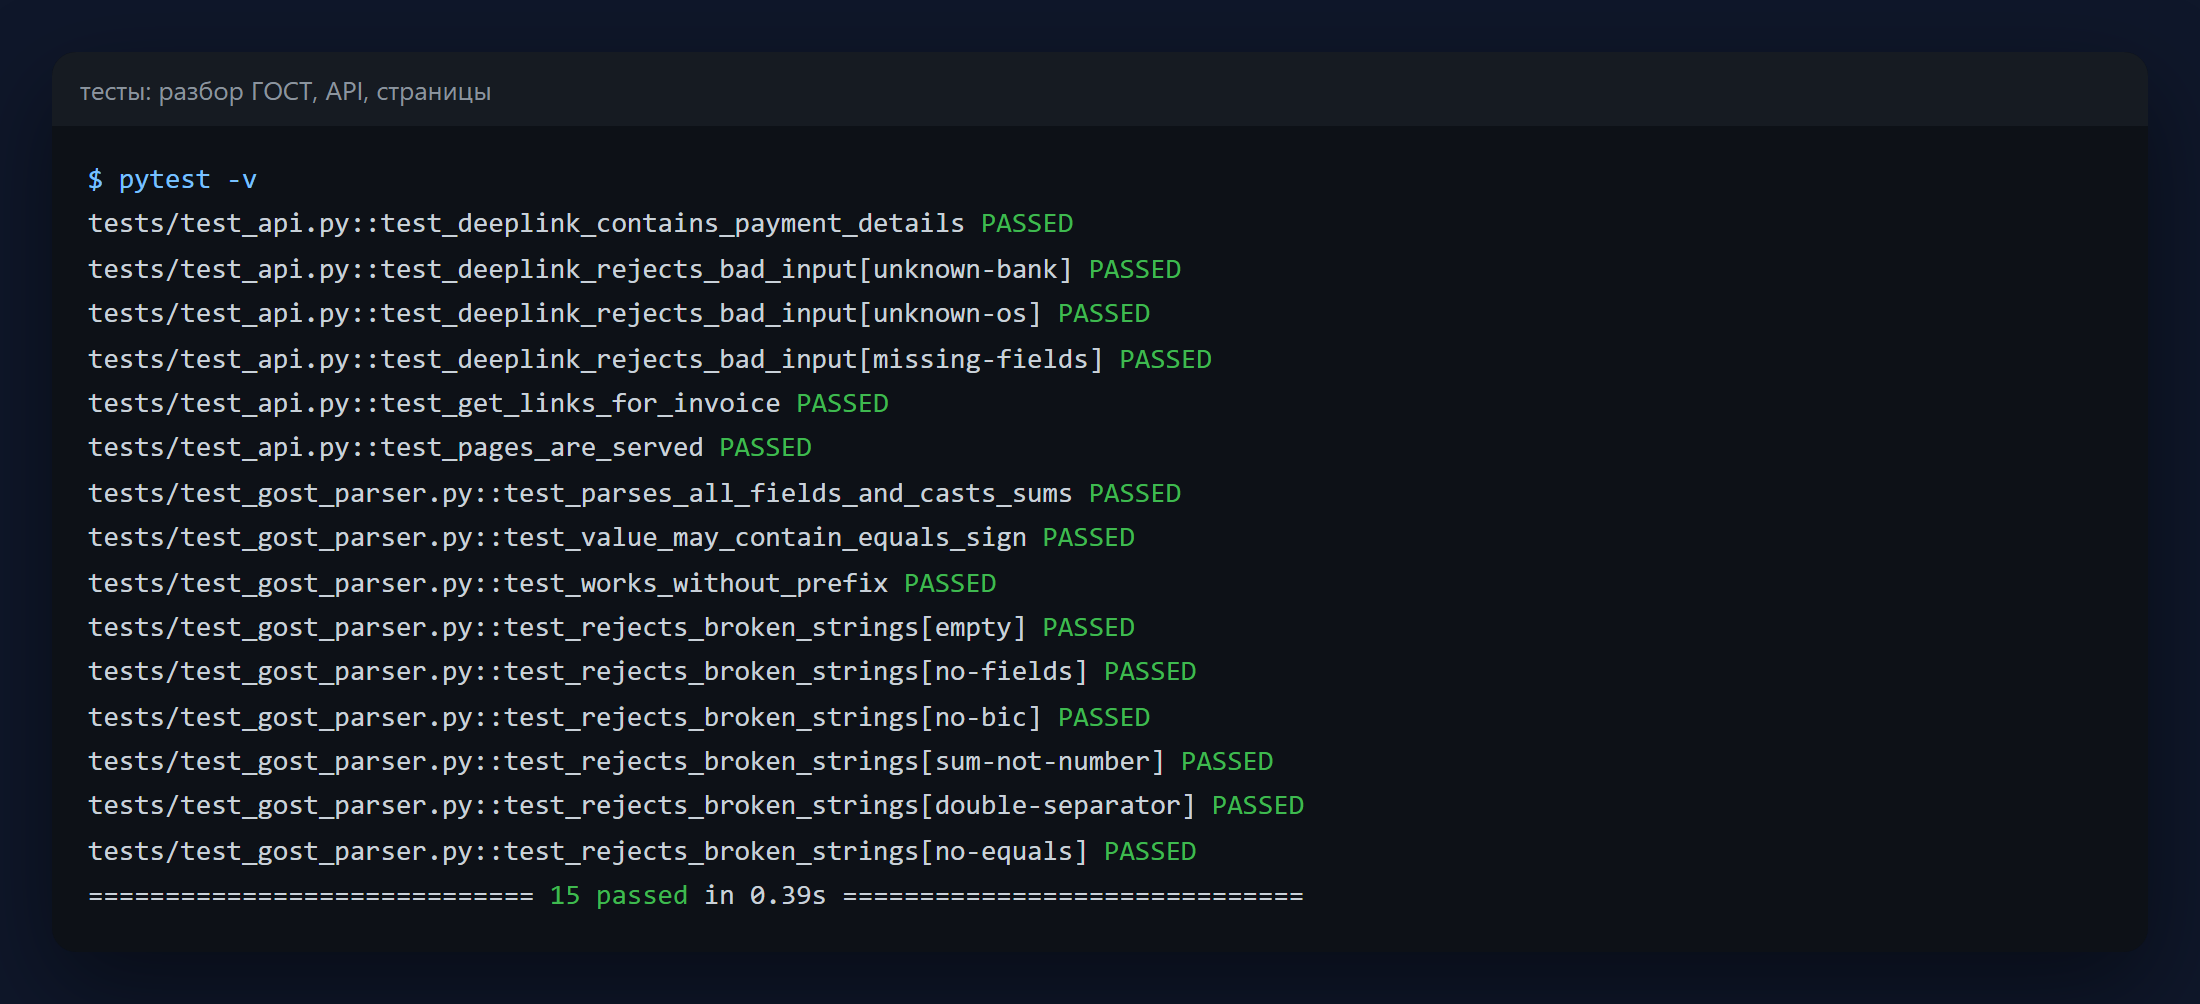 тесты: разбор ГОСТ, API, страницы
$ pytest -v
tests/test_api.py::test_deeplink_contains_payment_details PASSED
tests/test_api.py::test_deeplink_rejects_bad_input[unknown-bank] PASSED
tests/test_api.py::test_deeplink_rejects_bad_input[unknown-os] PASSED
tests/test_api.py::test_deeplink_rejects_bad_input[missing-fields] PASSED
tests/test_api.py::test_get_links_for_invoice PASSED
tests/test_api.py::test_pages_are_served PASSED
tests/test_gost_parser.py::test_parses_all_fields_and_casts_sums PASSED
tests/test_gost_parser.py::test_value_may_contain_equals_sign PASSED
tests/test_gost_parser.py::test_works_without_prefix PASSED
tests/test_gost_parser.py::test_rejects_broken_strings[empty] PASSED
tests/test_gost_parser.py::test_rejects_broken_strings[no-fields] PASSED
tests/test_gost_parser.py::test_rejects_broken_strings[no-bic] PASSED
tests/test_gost_parser.py::test_rejects_broken_strings[sum-not-number] PASSED
tests/test_gost_parser.py::test_rejects_broken_strings[double-separator] PASSED
tests/test_gost_parser.py::test_rejects_broken_strings[no-equals] PASSED
============================= 15 passed in 0.39s ==============================